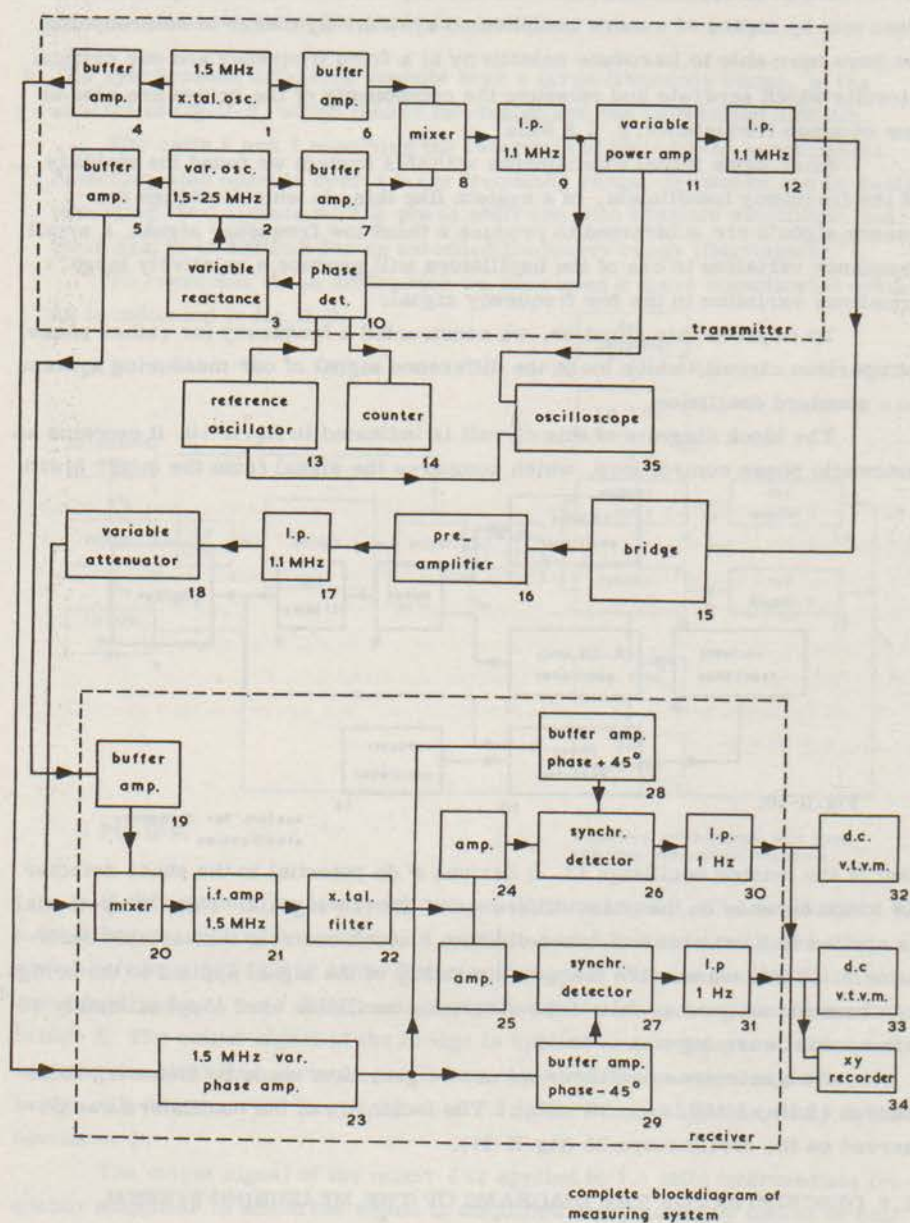 buffer
amp.
4
1.5 MHz
x.tal. osc.
1
buffer
amp.
6
buffer
amp.
5
var. osc.
1.5-2.5 MHz
2
buffer
amp.
7
mixer
8
l.p.
1.1 MHz
9
variable
power amp
11
l.p.
1.1 MHz
12
variable
reactance
3
phase
det.
10
transmitter
reference
oscillator
13
counter
14
oscilloscope
35
variable
attenuator
18
l.p.
1.1 MHz
17
pre_
amplifier
16
bridge
15
buffer
amp.
19
buffer amp.
phase + 45°
28
amp.
24
synchr.
detector
26
l.p.
1 Hz
30
d.c.
v.t.v.m.
32
mixer
20
i.f. amp
1.5 MHz
21
x.tal.
filter
22
amp.
25
synchr.
detector
27
l.p
1 Hz
31
d.c
v.t.v.m.
33
1.5 MHz var.
phase amp.
23
buffer amp.
phase - 45°
29
xy
recorder
34
receiver
complete blockdiagram of
measuring system